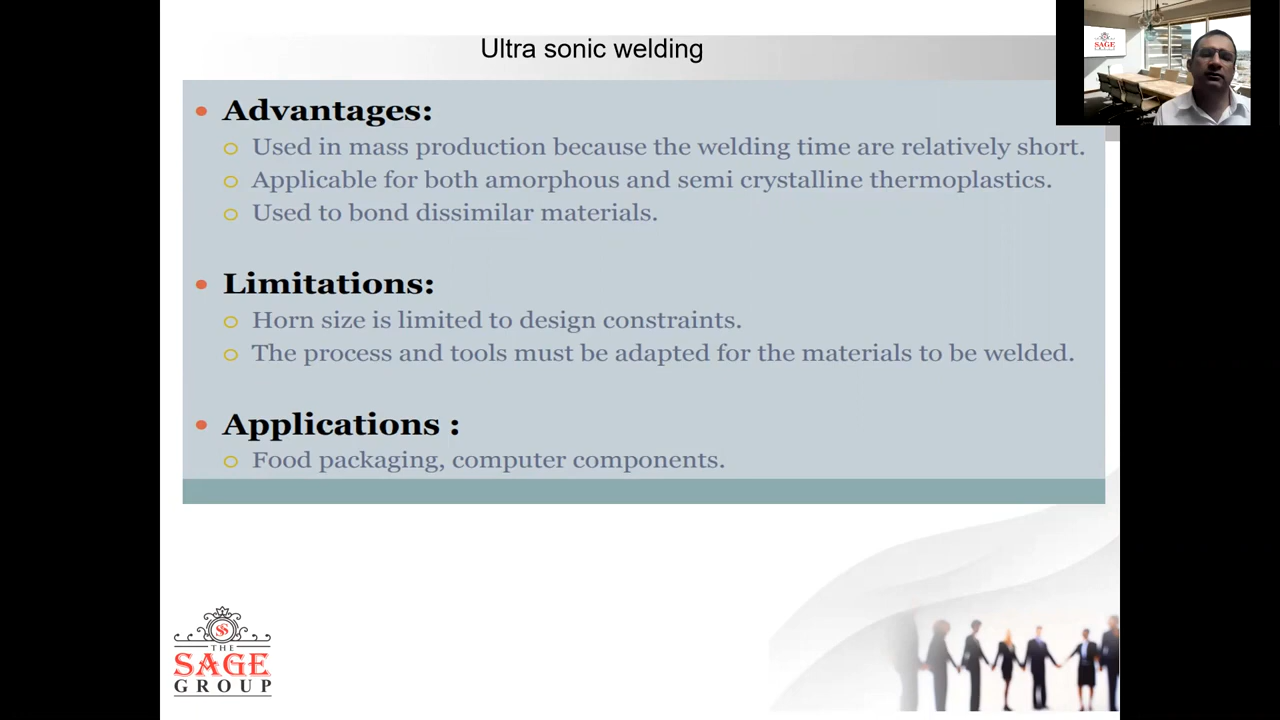 Ultra sonic welding
SAGE
Advantages:
Used in mass production because the welding time are relatively short.
Applicable for both amorphous and semi crystalline thermoplastics.
Used to bond dissimilar materials.
Limitations:
Horn size is limited to design constraints.
The process and tools must be adapted for the materials to be welded.
Applications :
Food packaging, computer components.
THE
SAGE
GROUP